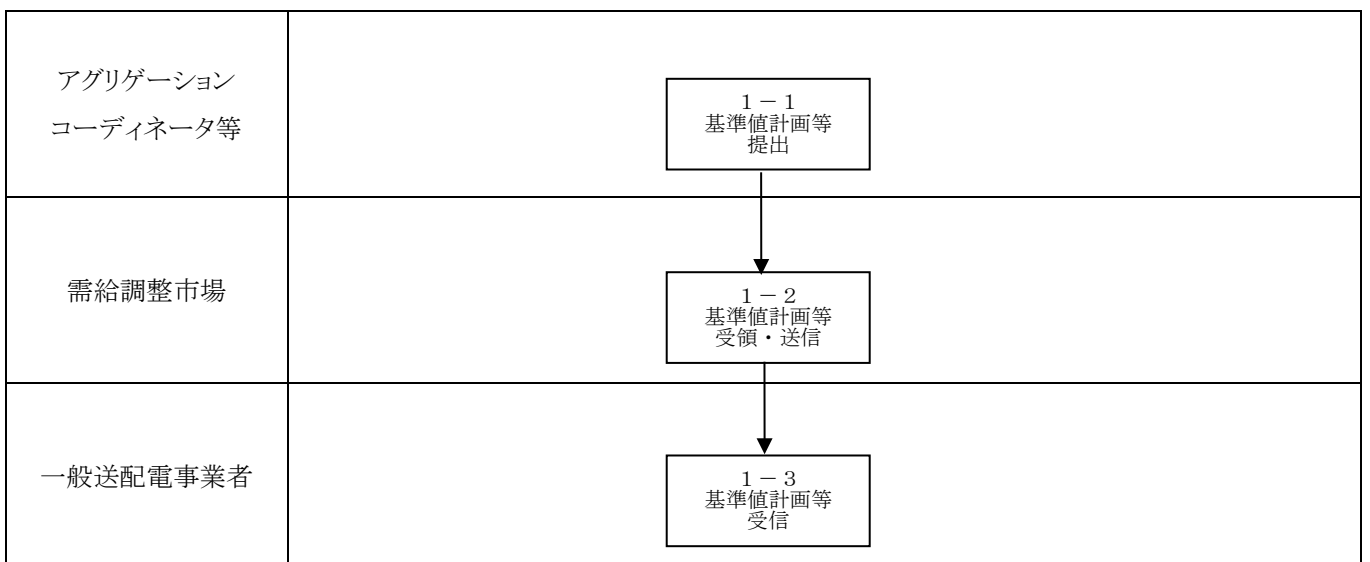 アグリゲーション
コーディネータ等
１－１
基準値計画等
提出
需給調整市場
１－２
基準値計画等
受領・送信
一般送配電事業者
１－３
基準値計画等
受信